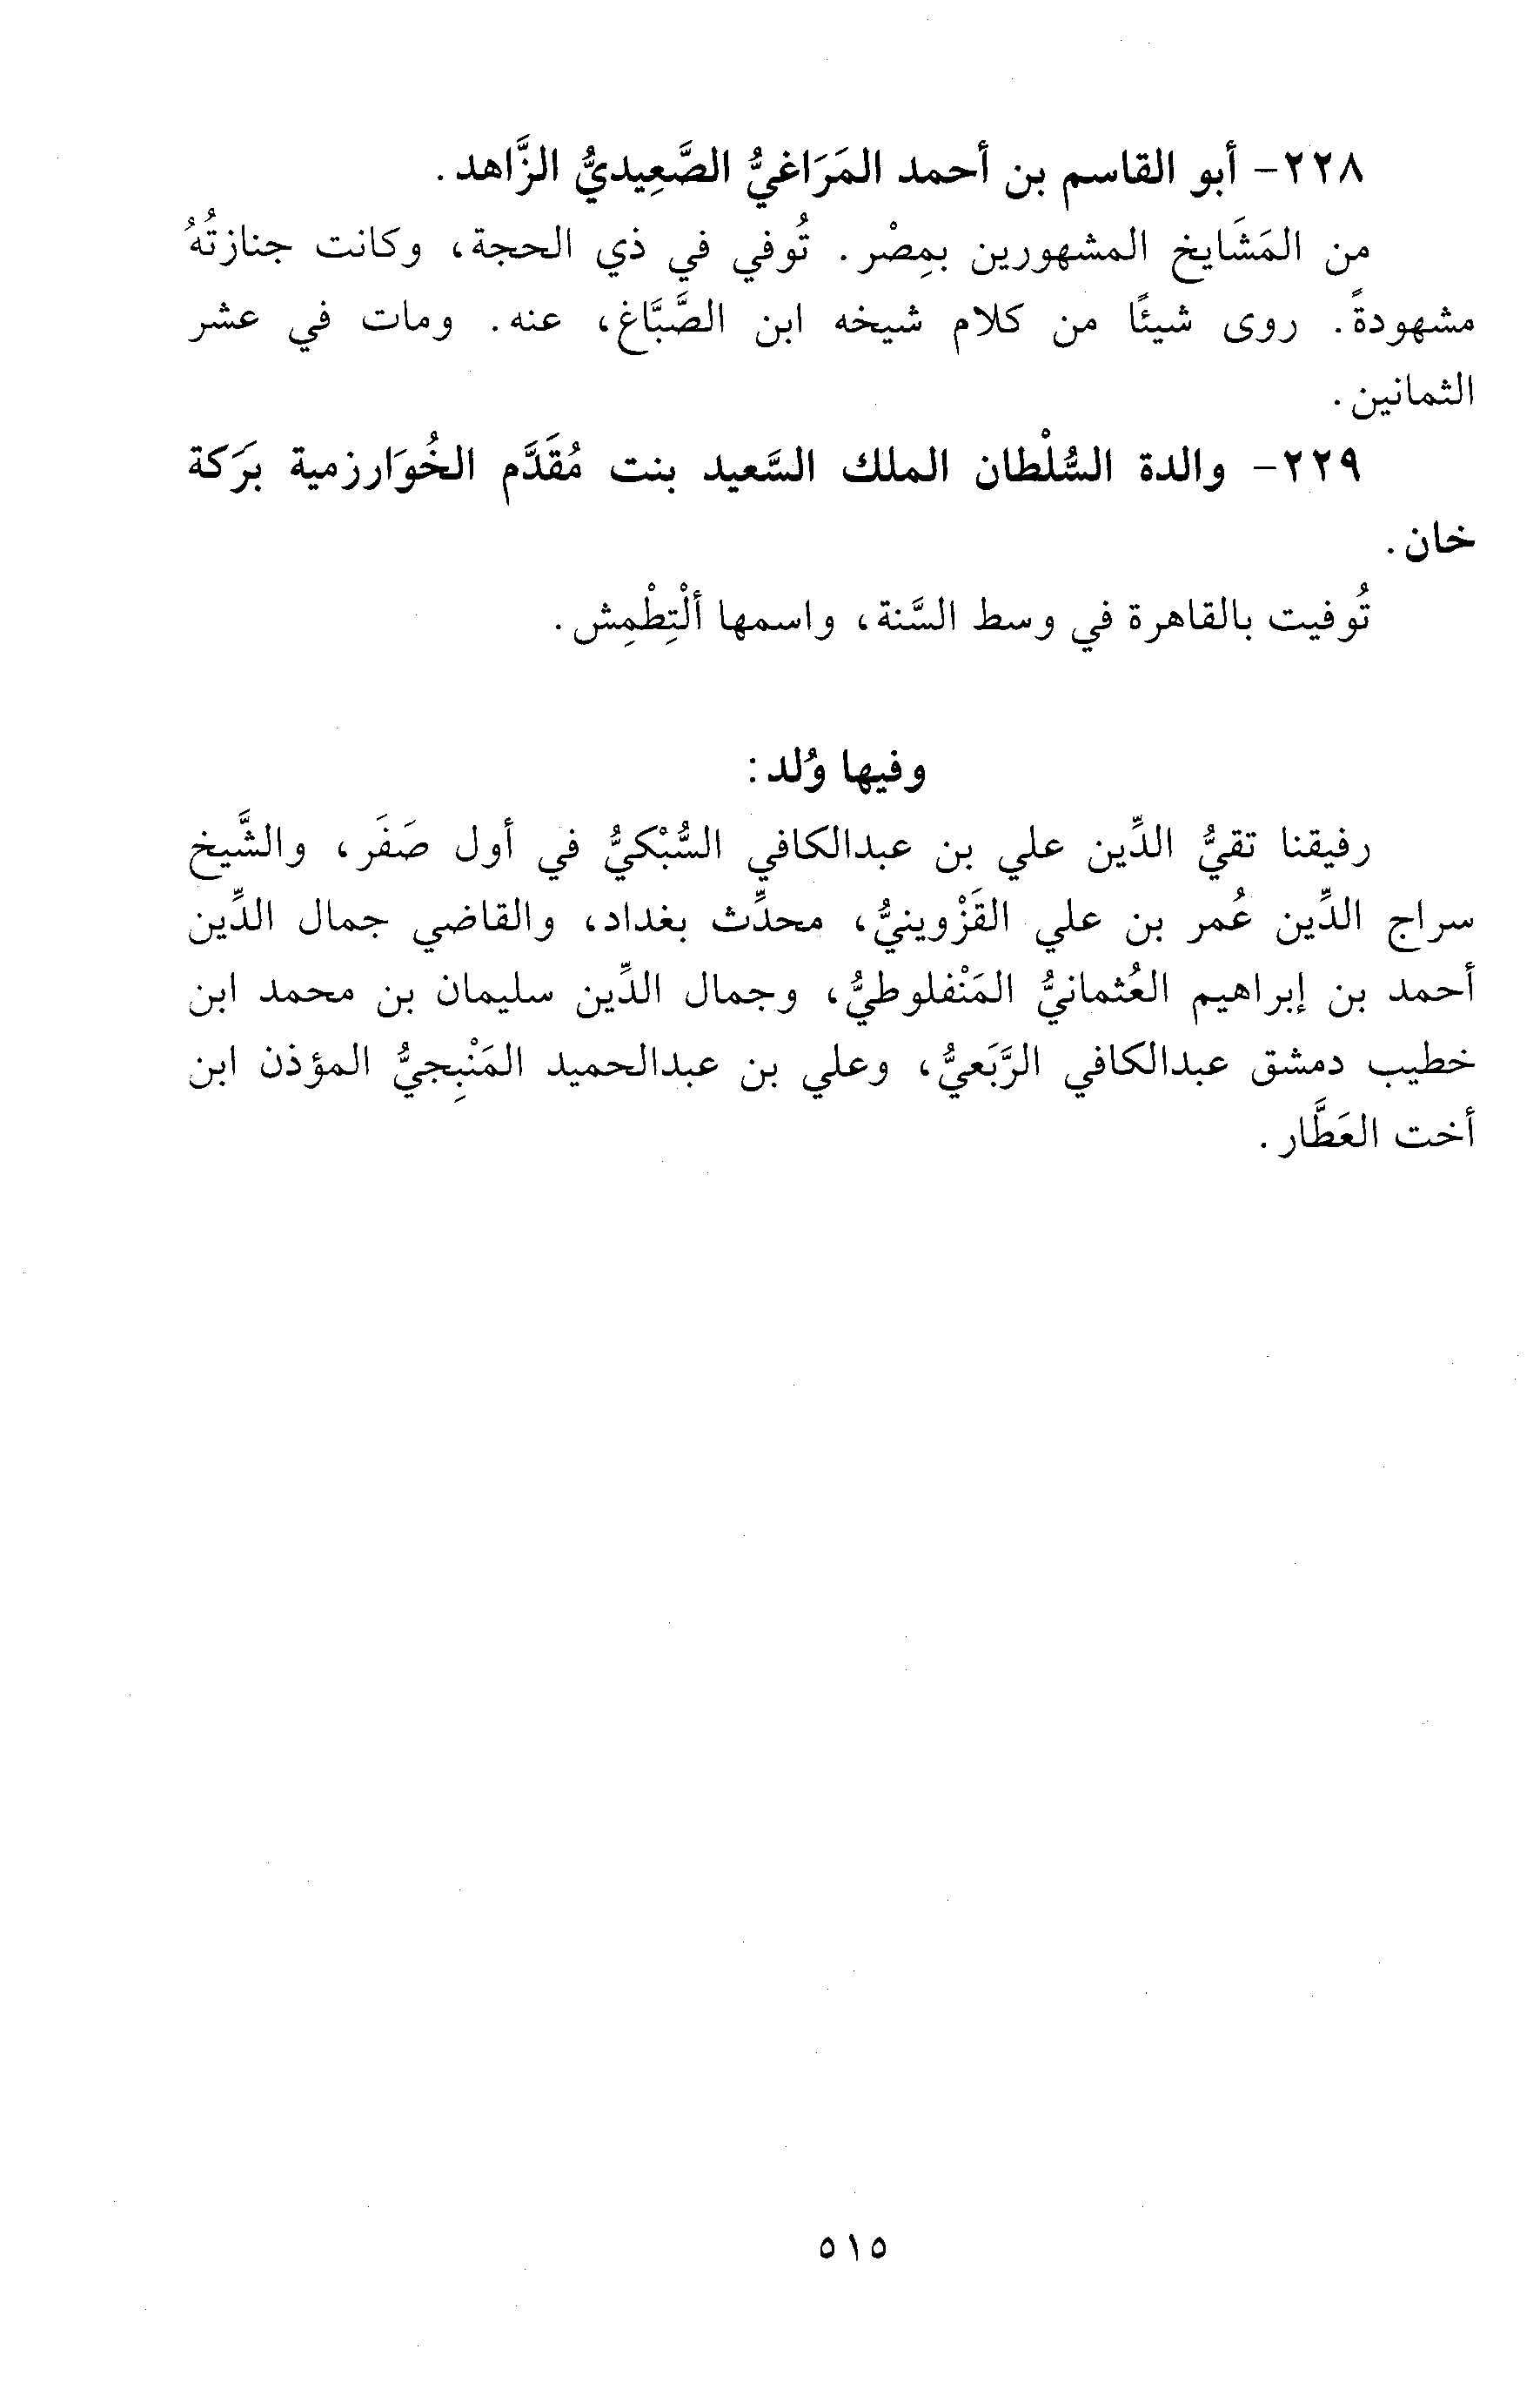 ٢٢٨- أبو القاسم بن أحمد المَرَاغيُّ الصَّعِيديُّ الزَّاهد.
من المَشَايخ المشهورين بمِصْر. تُوفي في ذي الحجة، وكانت جنازتُهُ
مشهودةً. روى شيئًا من كلام شيخه ابن الصَّبَّاغ، عنه. ومات في عشر
الثمانين.
٢٢٩- والدة السُّلْطان الملك السَّعيد بنت مُقَدَّم الخُوَارزمية بَرَكة
خان.
تُوفيت بالقاهرة في وسط السَّنة، واسمها ألْتِطْمِش.
وفيها وُلد:
رفيقنا تقيُّ الدِّين علي بن عبدالكافي السُّبْكيُّ في أول صَفَر، والشَّيخ
سراج الدِّين عُمر بن علي القَزْوينيُّ، محدِّث بغداد، والقاضي جمال الدِّين
أحمد بن إبراهيم العُثمانيُّ المَنْفلوطيُّ، وجمال الدِّين سليمان بن محمد ابن
خطيب دمشق عبدالكافي الرَّبَعيُّ، وعلي بن عبدالحميد المَنْبِجيُّ المؤذن ابن
أخت العَطَّار.
٥١٥